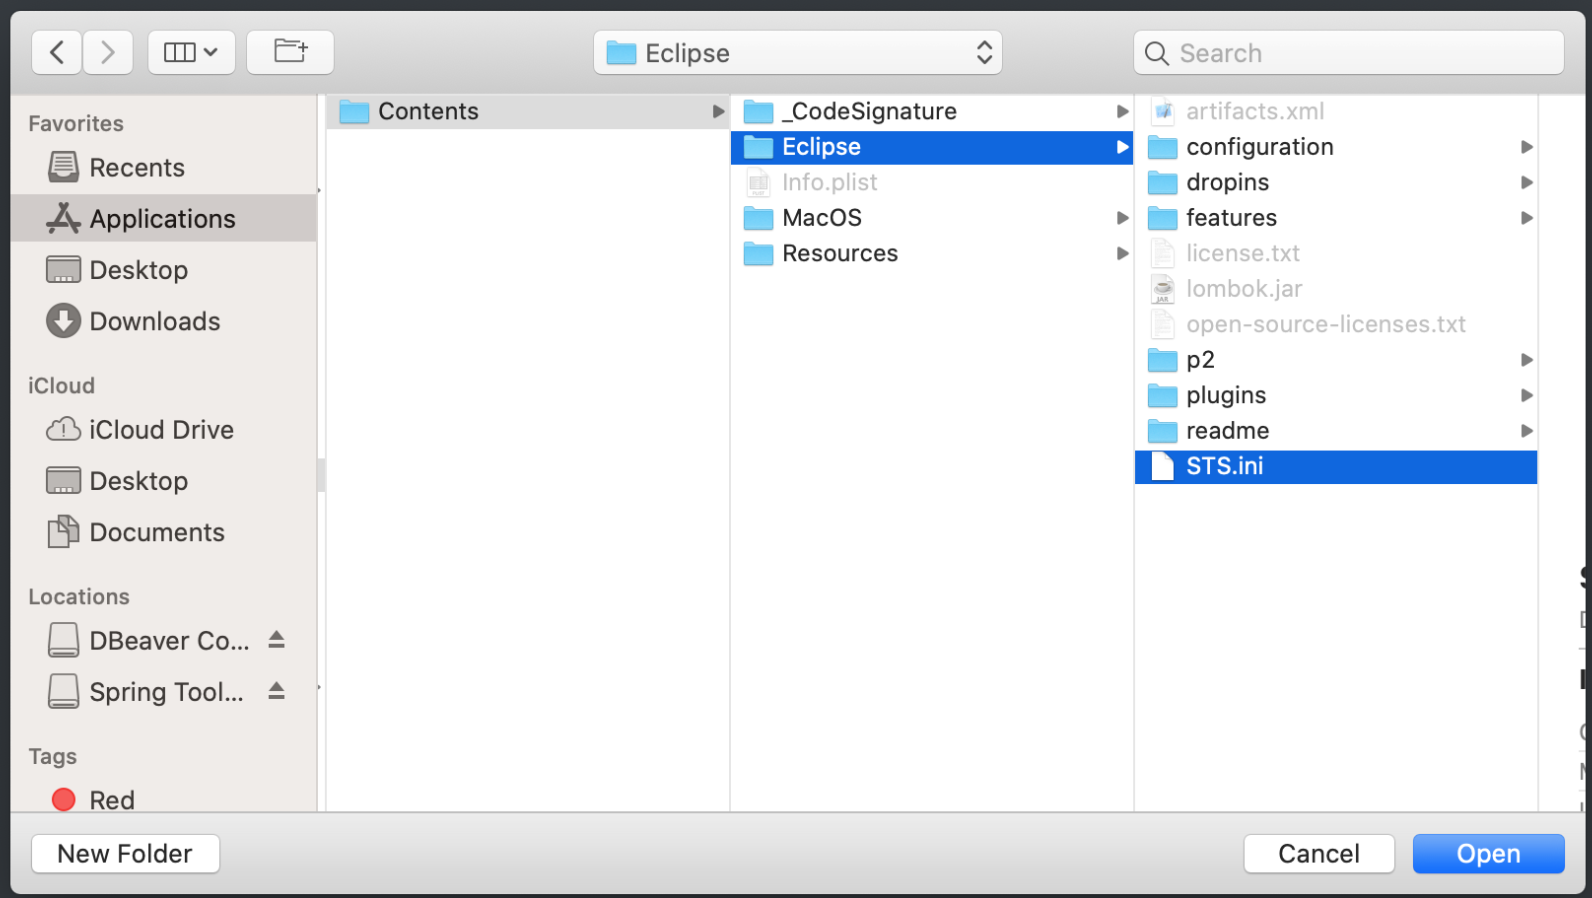 Eclipse
Search
Favorites
Recents
Applications
Desktop
Downloads
iCloud
iCloud Drive
Desktop
Documents
Locations
DBeaver Co...
Spring Tool...
Tags
Red
Contents
_CodeSignature
Eclipse
Info.plist
MacOS
Resources
artifacts.xml
configuration
dropins
features
license.txt
lombok.jar
open-source-licenses.txt
p2
plugins
readme
STS.ini
New Folder
Cancel
Open